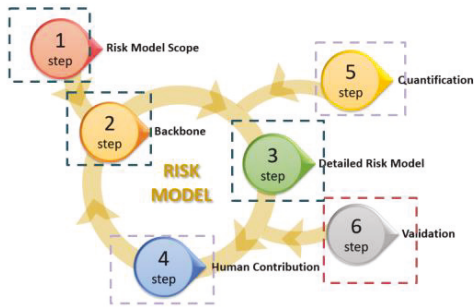 1
step
Risk Model Scope
2
step
Backbone
3
step
Detailed Risk Model
4
step
Human Contribution
5
step
Quantification
6
step
Validation
RISK
MODEL